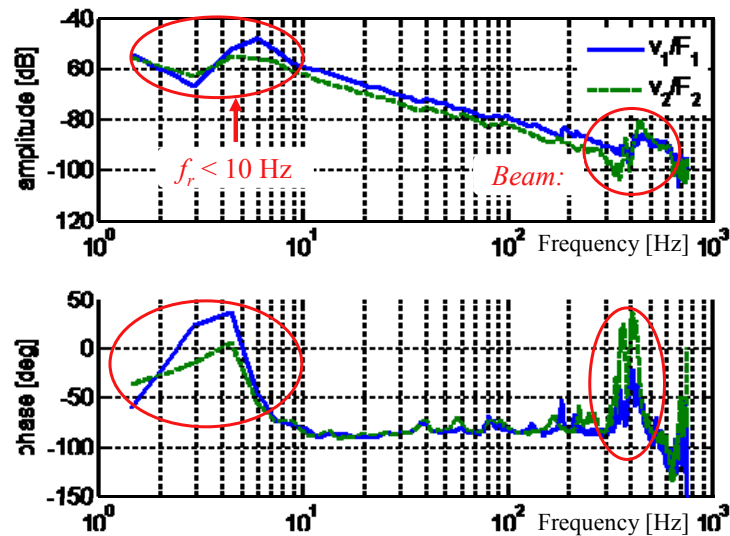 -40
-60
-80
-100
120
amplitude [dB]
v1/F1
v2/F2
fr < 10 Hz
Beam:
10^0
10^1
10^2
10^3
Frequency [Hz]
50
0
-50
-100
-150
phase [deg]
10^0
10^1
10^2
10^3
Frequency [Hz]